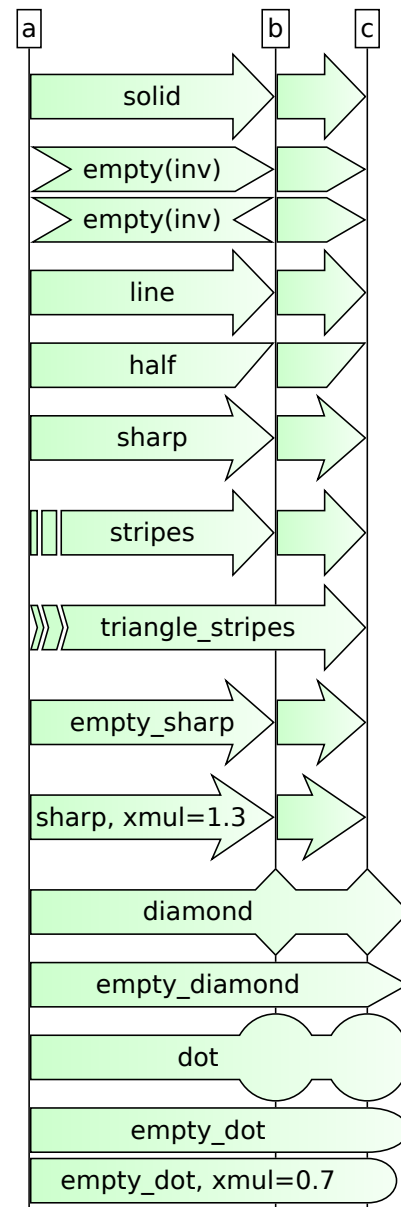 a b c
solid
empty(inv)
empty(inv)
line
half
sharp
stripes
triangle_stripes
empty_sharp
sharp, xmul=1.3
diamond
empty_diamond
dot
empty_dot
empty_dot, xmul=0.7